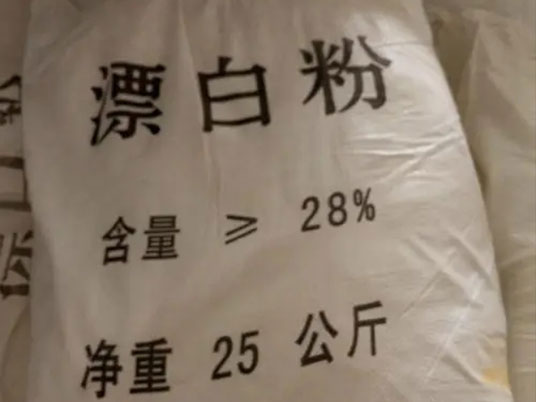 漂白粉
含量 ≥ 28%
净重 25 公斤